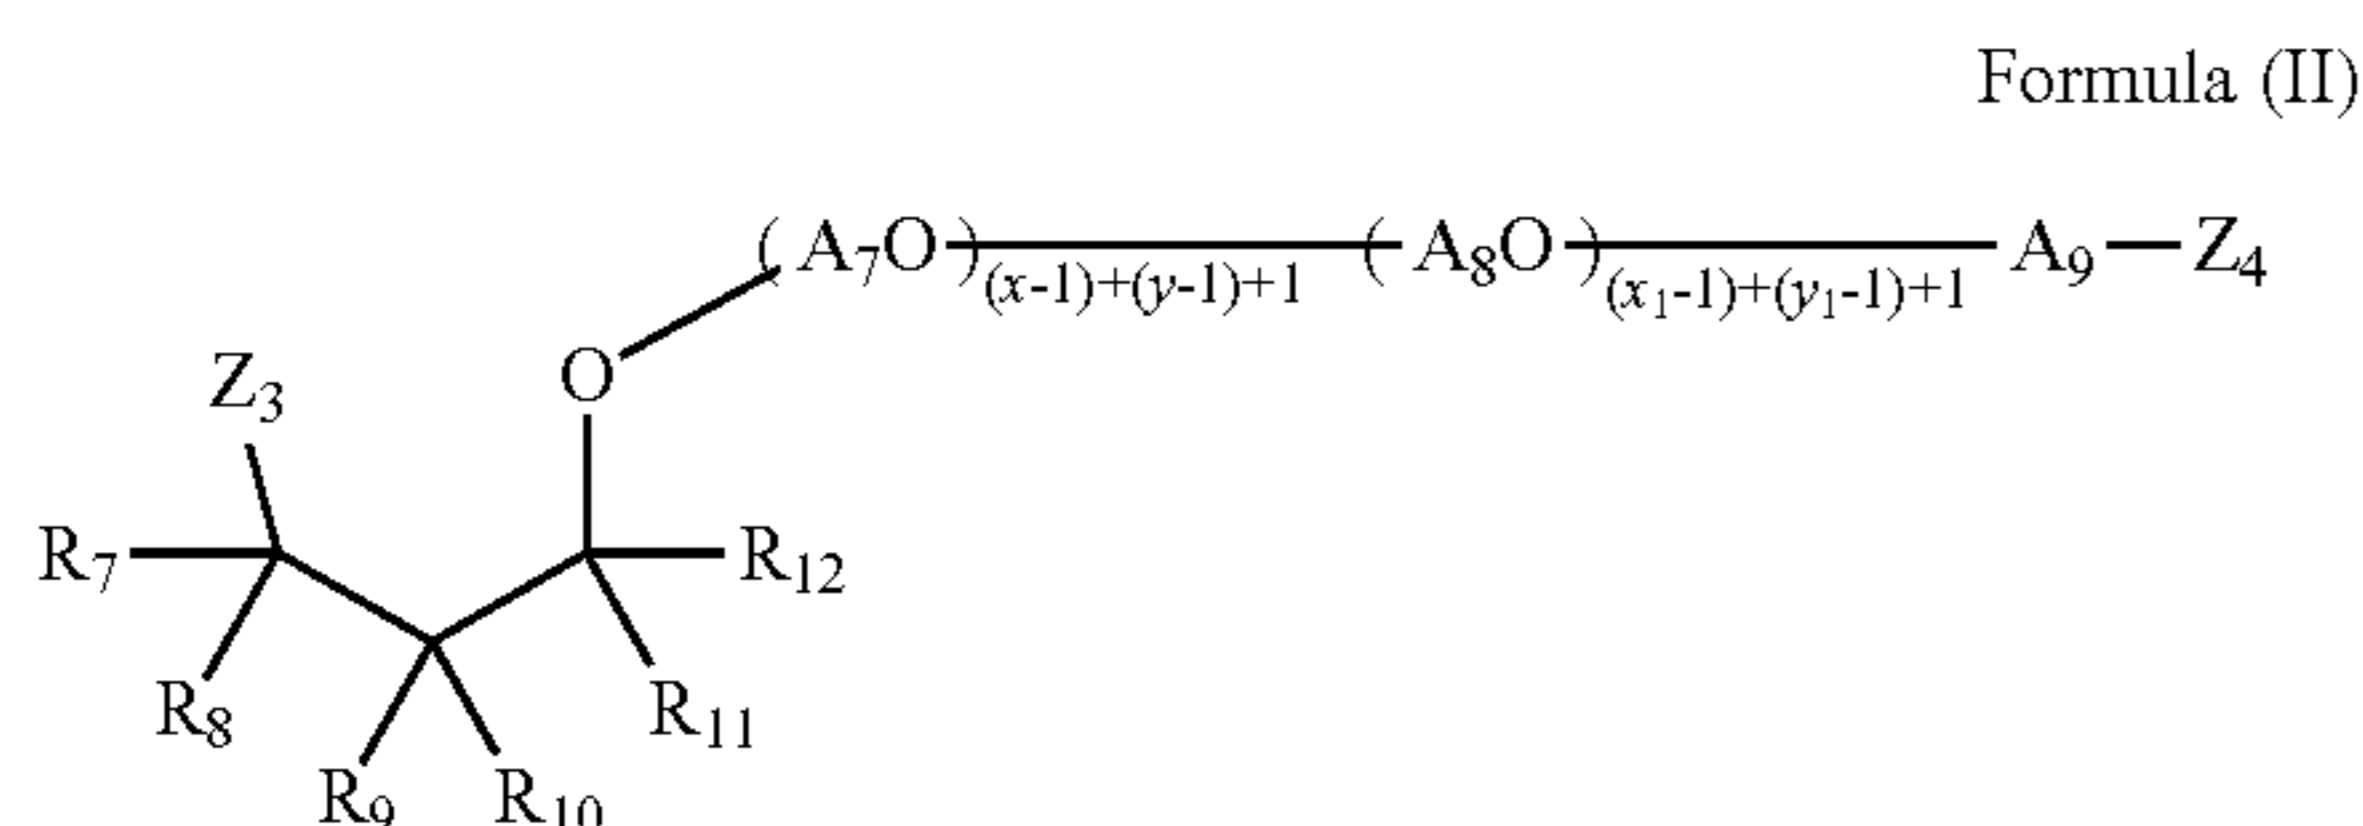 Formula (II)
( A₇O )(x-1)+(y-1)+1 ( A₈O )(x₁-1)+(y₁-1)+1 A₉—Z₄
O
Z₃
R₇ R₁₂
R₈ R₁₁
R₉ R₁₀